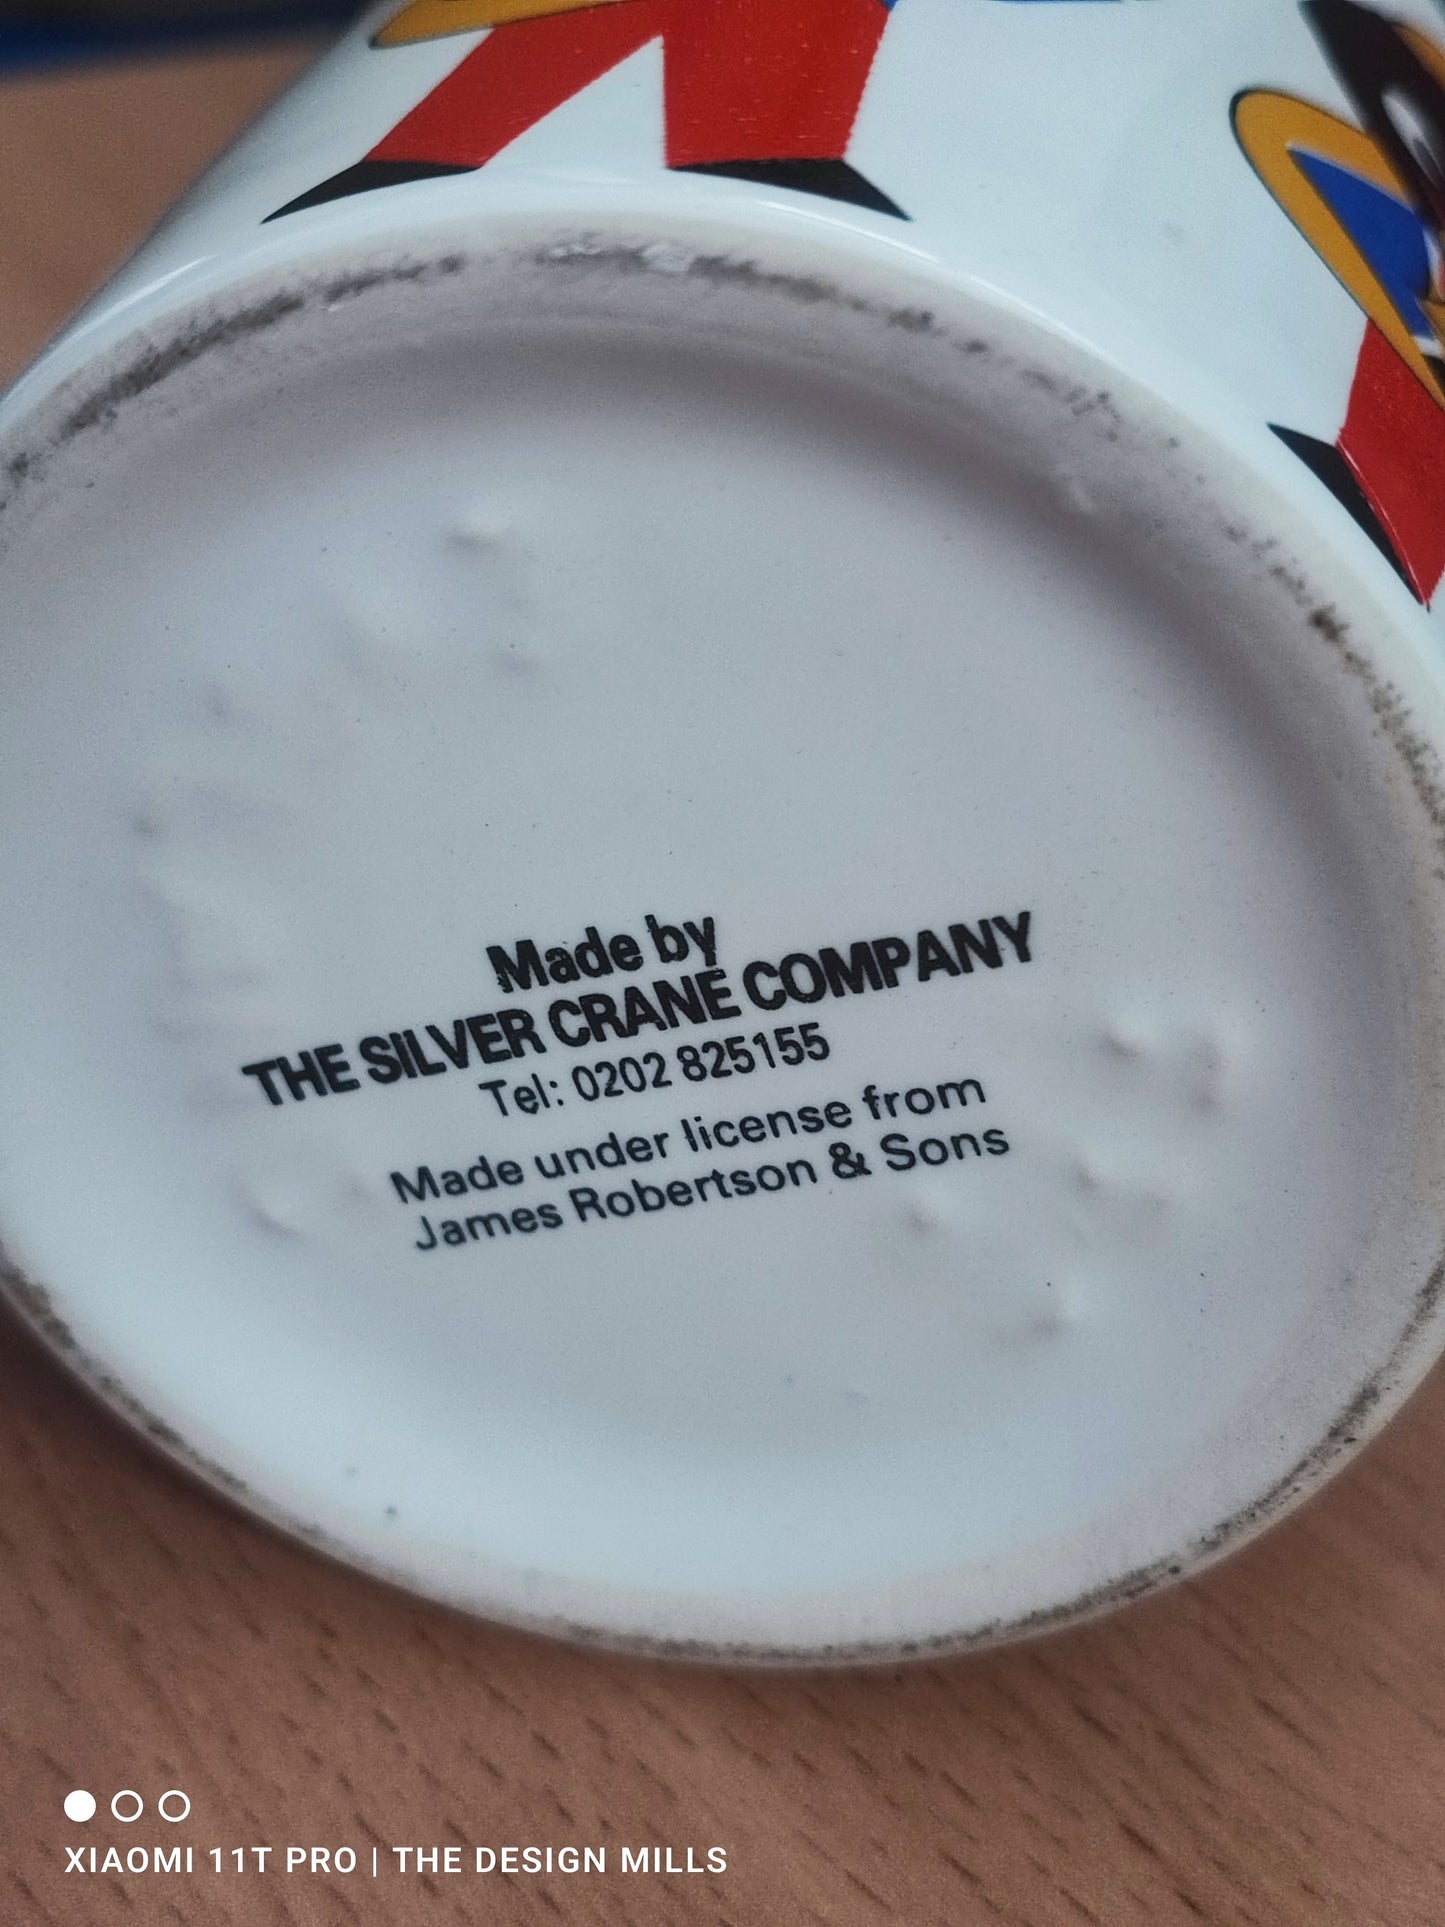 Made by
THE SILVER CRANE COMPANY
Tel: 0202 825155
Made under license from
James Robertson & Sons
XIAOMI 11T PRO | THE DESIGN MILLS